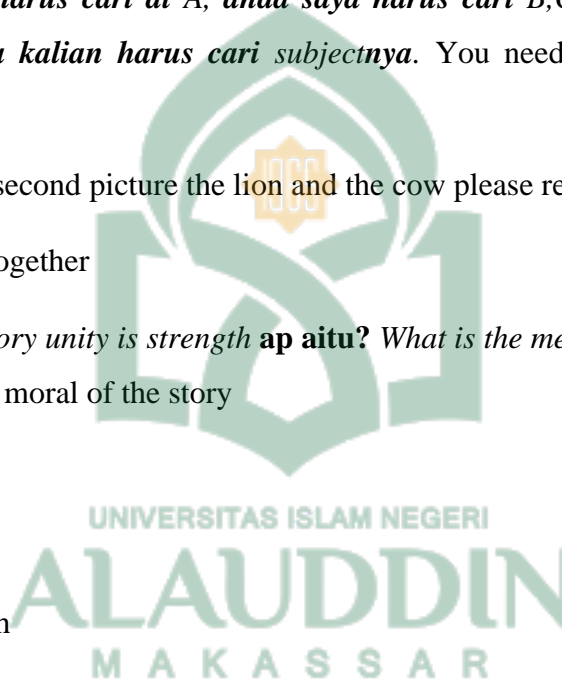 harus cari di A, anda saya harus cari B,
kalian harus cari subjectnya. You need
second picture the lion and the cow please re
ogether
ory unity is strength ap aitu? What is the me
moral of the story
UNIVERSITAS ISLAM NEGERI
ALAUDDIN
MAKASSAR